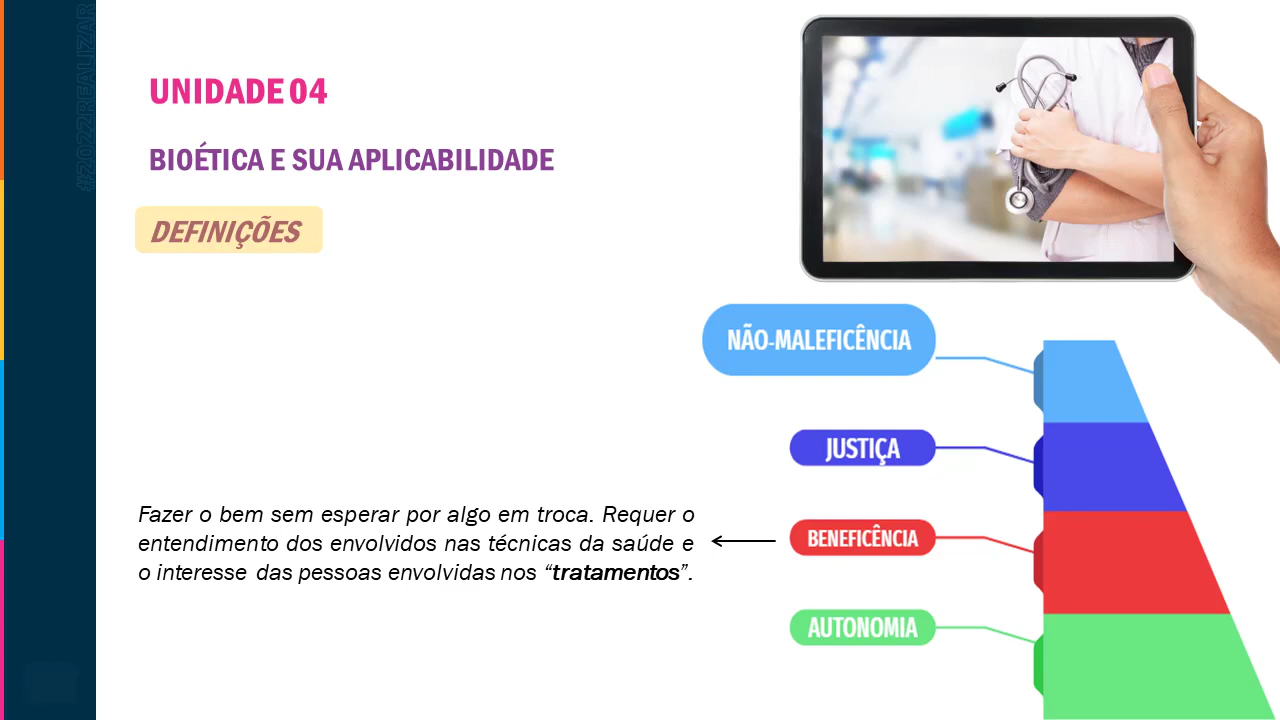 #2022REALIZAR
UNIDADE 04
BIOÉTICA E SUA APLICABILIDADE
DEFINIÇÕES
NÃO-MALEFICÊNCIA
JUSTIÇA
Fazer o bem sem esperar por algo em troca. Requer o
entendimento dos envolvidos nas técnicas da saúde e
o interesse das pessoas envolvidas nos “tratamentos”.
BENEFICÊNCIA
AUTONOMIA